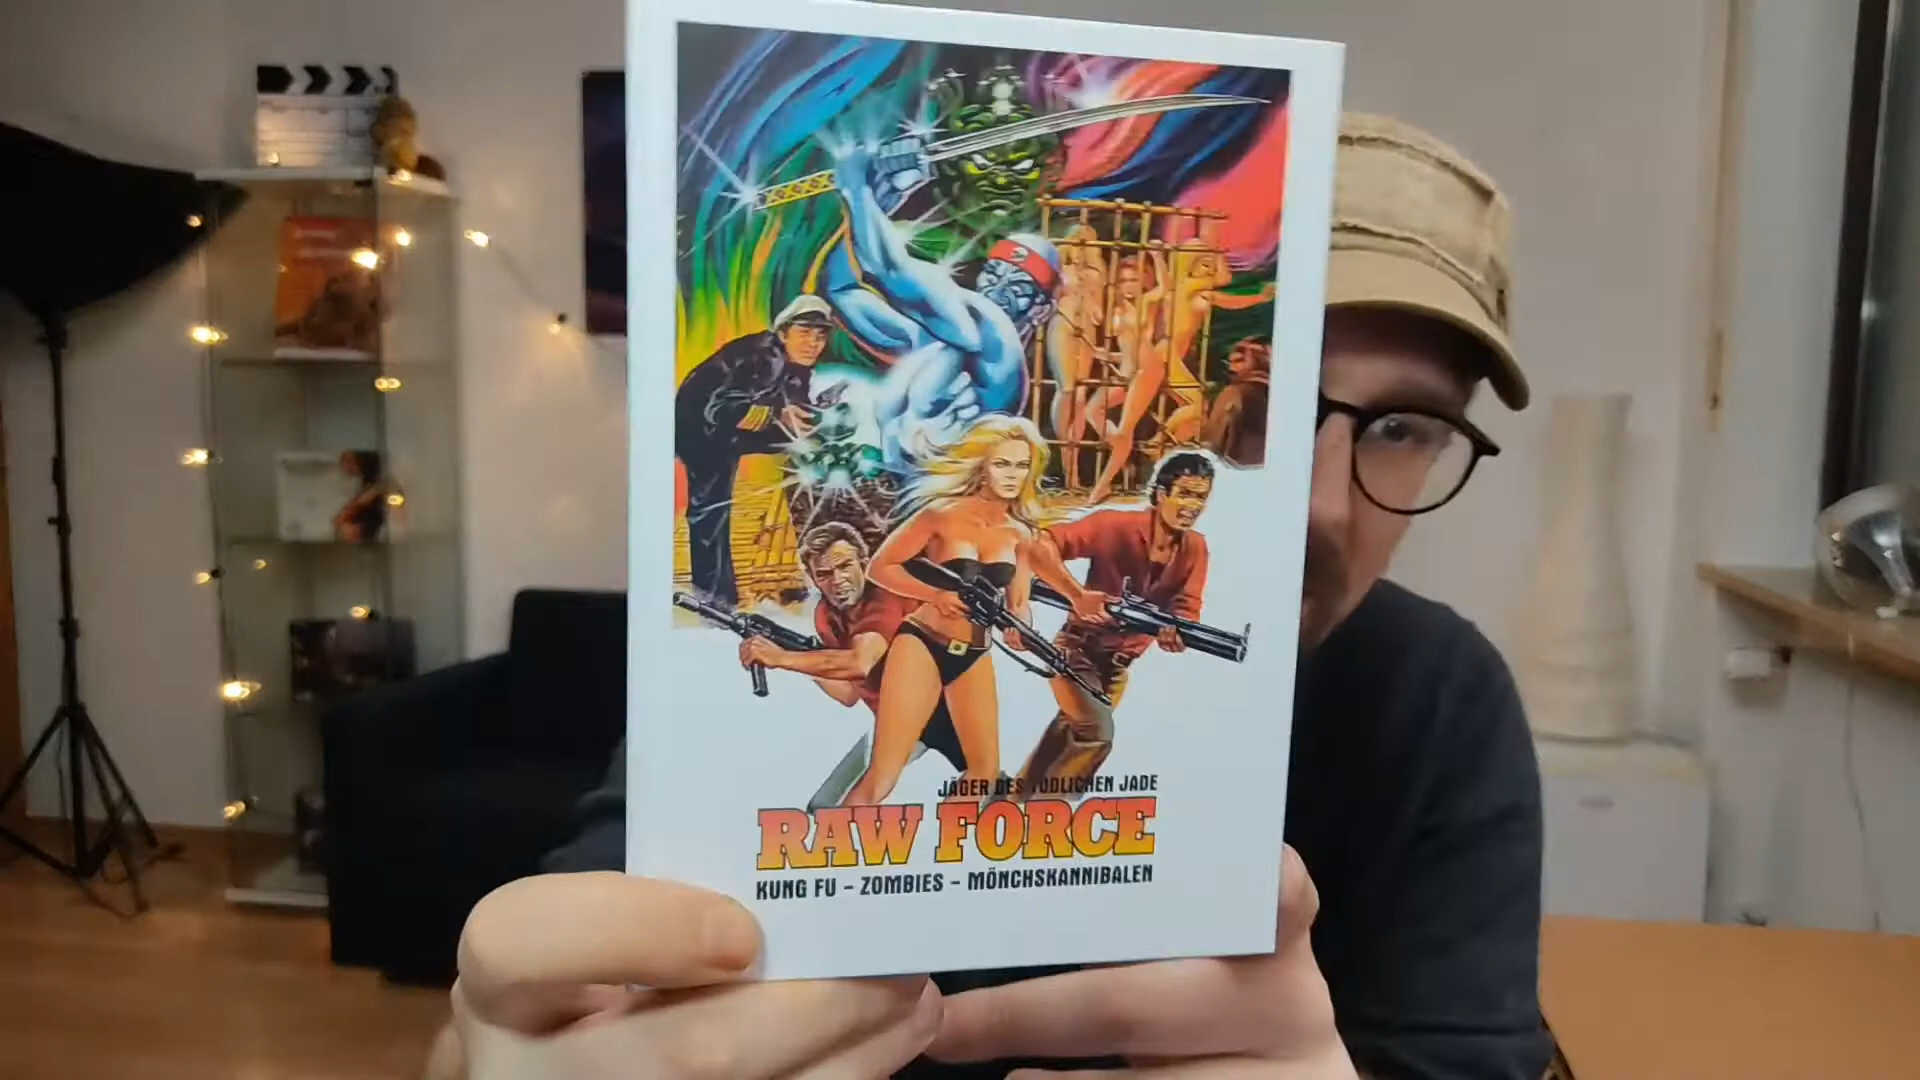 JÄGER DES TÖDLICHEN JADE
RAW FORCE
KUNG FU – ZOMBIES – MÖNCHSKANNIBALEN